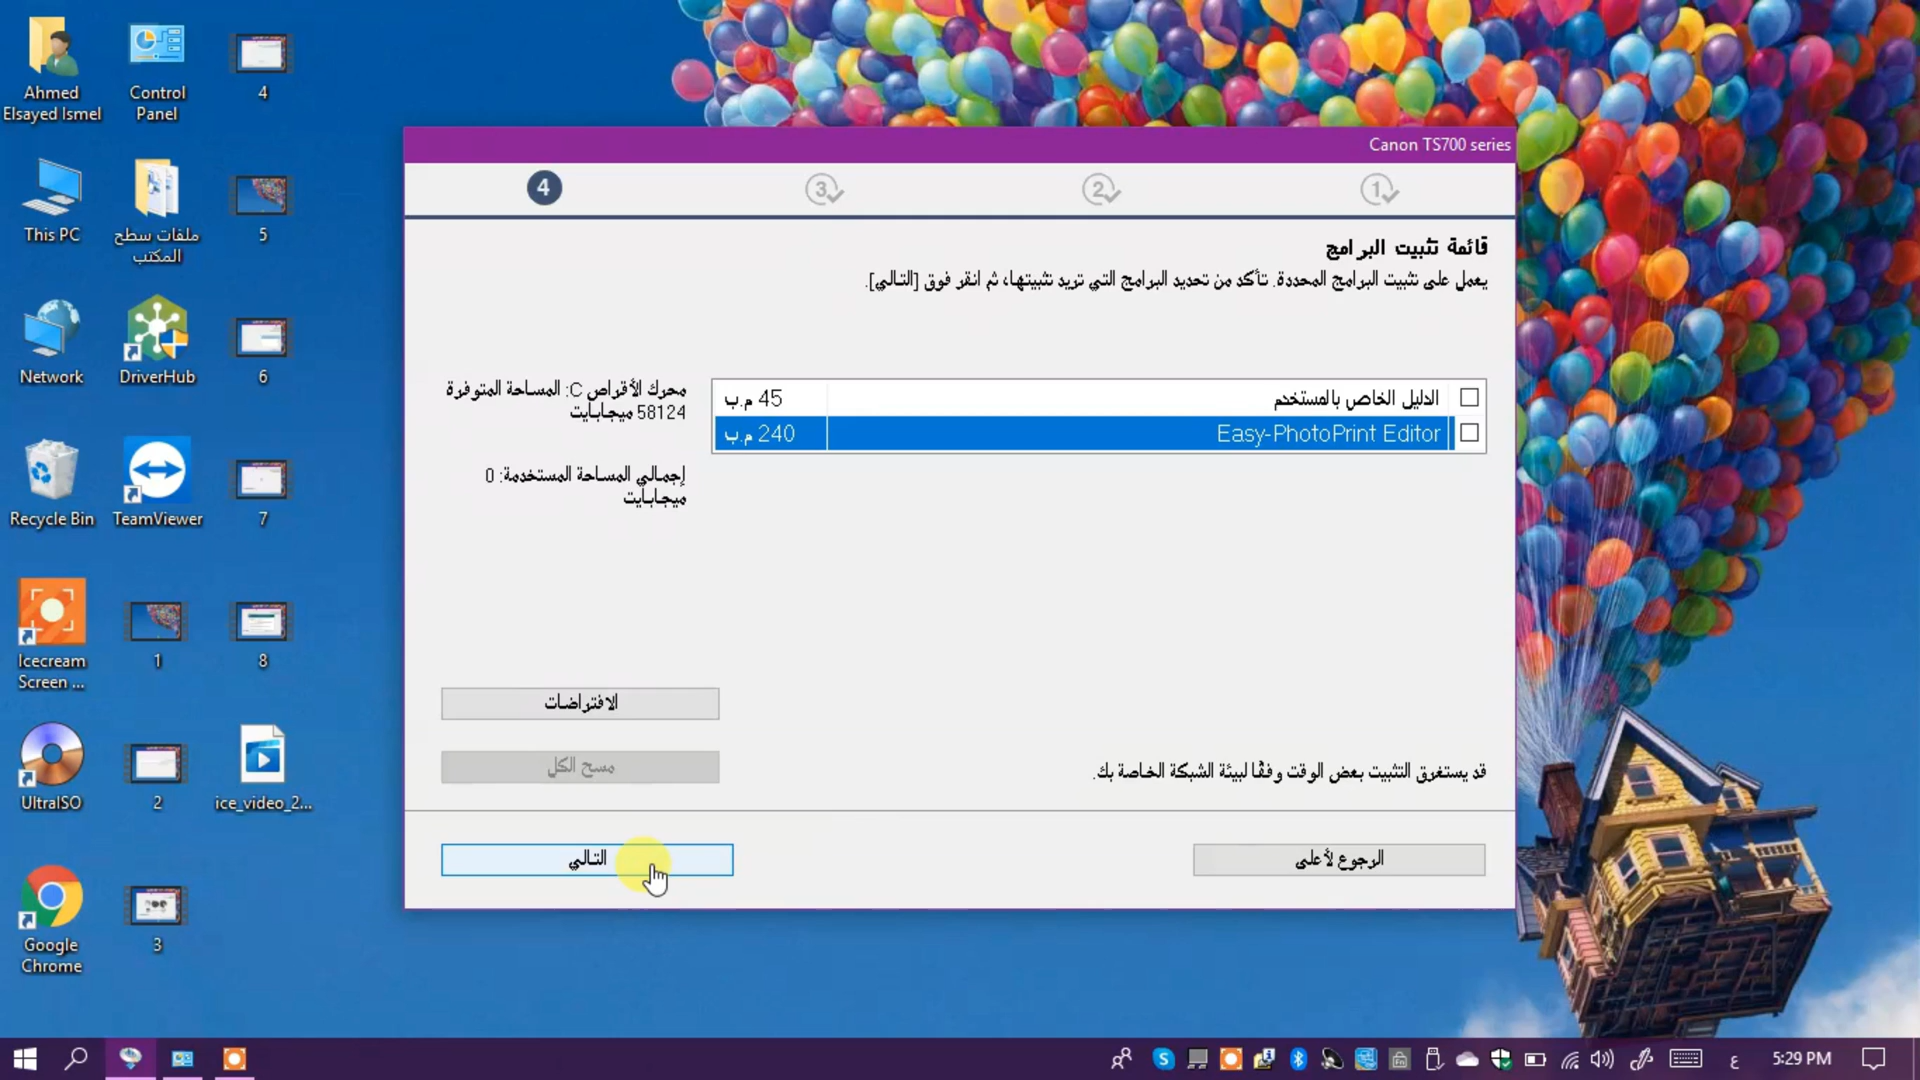 Ahmed
Elsayed Ismel
Control
Panel
4
This PC
ملفات سطح
المكتب
5
Network
DriverHub
6
Recycle Bin
TeamViewer
7
Icecream
Screen ...
1
8
UltraISO
2
ice_video_2...
Google
Chrome
3
Canon TS700 series
1
2
3
4
قائمة تثبيت البرامج
يعمل على تثبيت البرامج المحددة. تأكد من تحديد البرامج التي تريد تثبيتها، ثم انقر فوق [التالي].
الدليل الخاص بالمستخدم
45 م.ب
Easy-PhotoPrint Editor
240 م.ب
محرك الأقراص C: المساحة المتوفرة
58124 ميجابايت
إجمالي المساحة المستخدمة: 0
ميجابايت
الافتراضات
مسح الكل
قد يستغرق التثبيت بعض الوقت وفقًا لبيئة الشبكة الخاصة بك.
الرجوع لأعلى
التالي
ع
5:29 PM